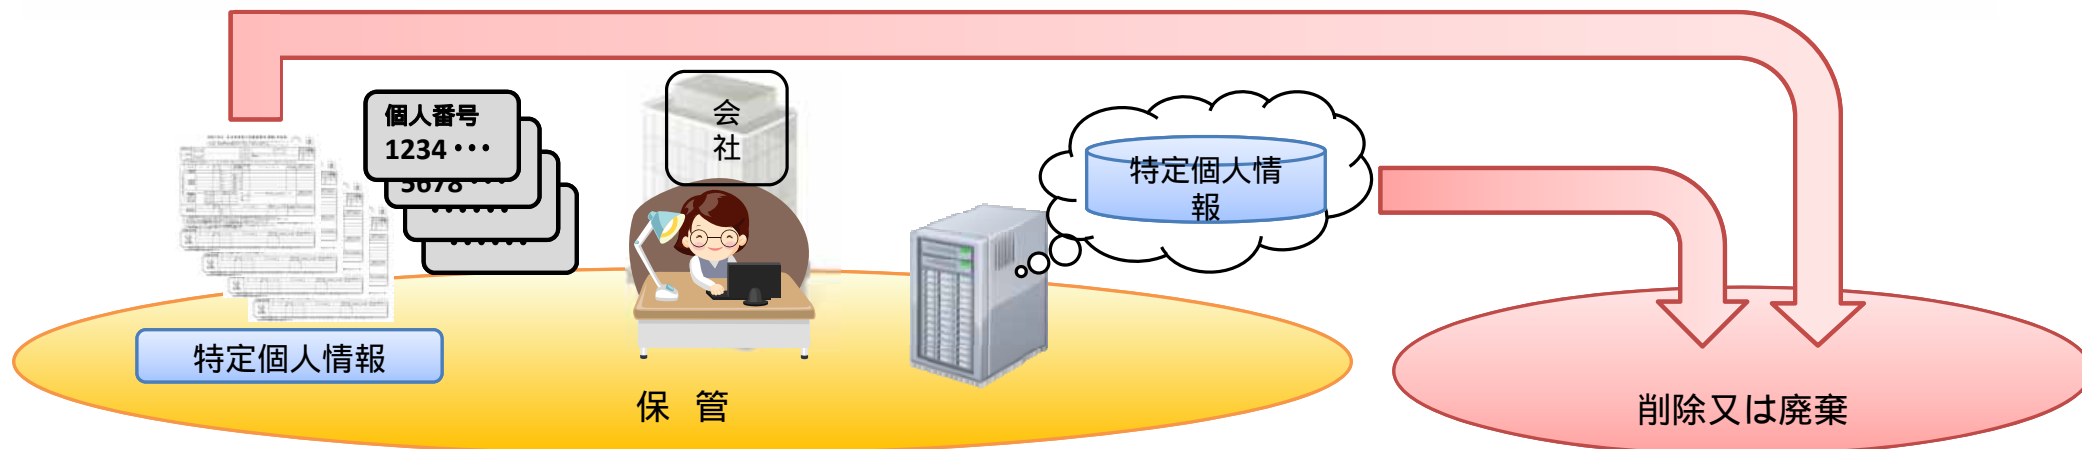 個人番号
1234・・・
5678・・・
・・・・・・
・・・・・・
会
社
特定個人情
報
特定個人情報
保 管
削除又は廃棄